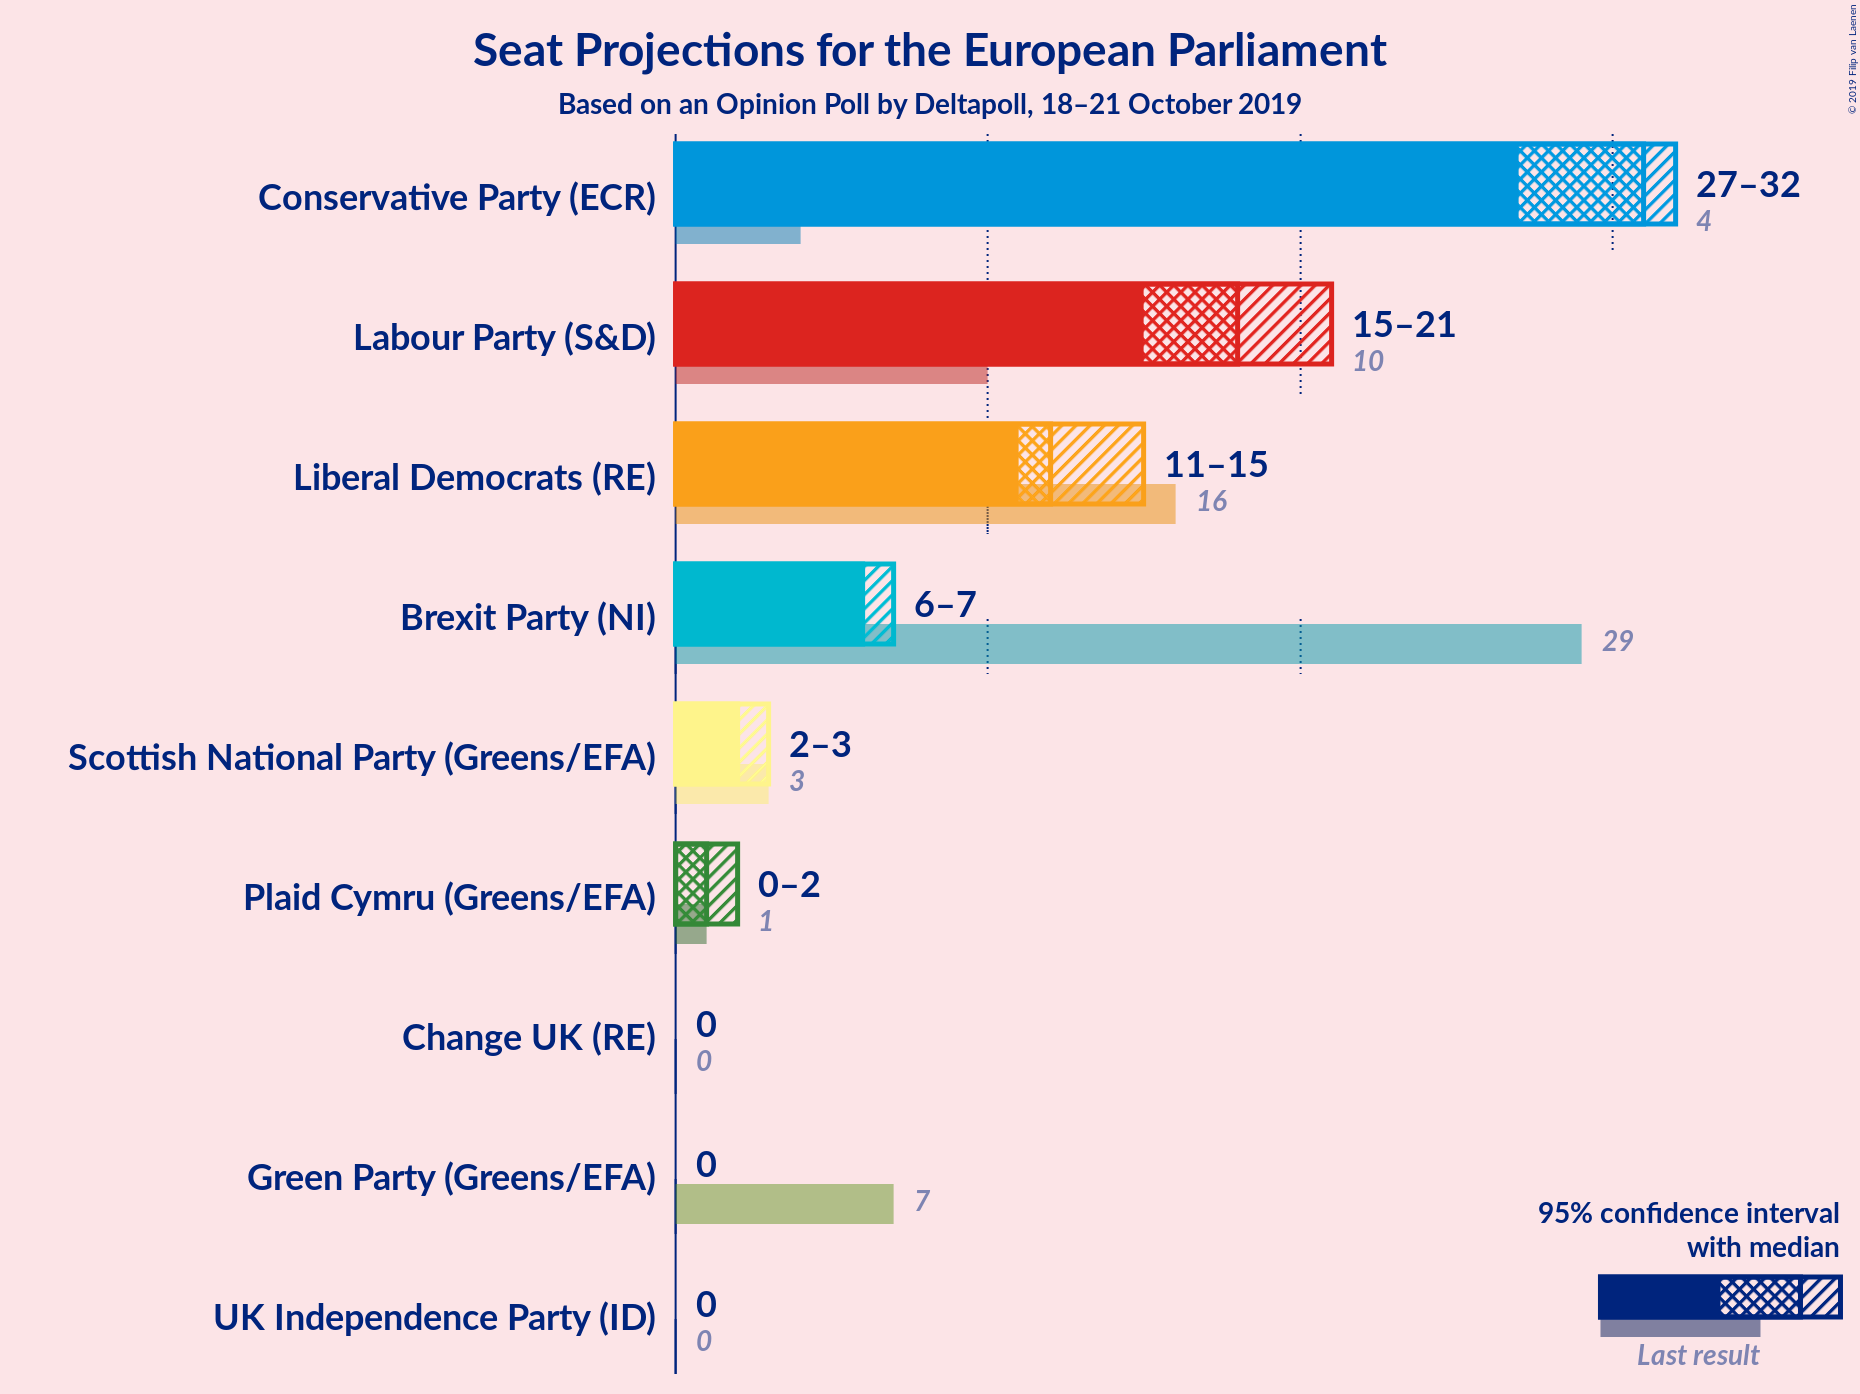 Seat Projections for the European Parliament
Based on an Opinion Poll by Deltapoll, 18–21 October 2019
© 2019 Filip van Laenen
Conservative Party (ECR)
27–32
4
Labour Party (S&D)
15–21
10
Liberal Democrats (RE)
11–15
16
Brexit Party (NI)
6–7
29
Scottish National Party (Greens/EFA)
2–3
3
Plaid Cymru (Greens/EFA)
0–2
1
Change UK (RE)
0
0
Green Party (Greens/EFA)
0
7
UK Independence Party (ID)
0
0
95% confidence interval
with median
Last result